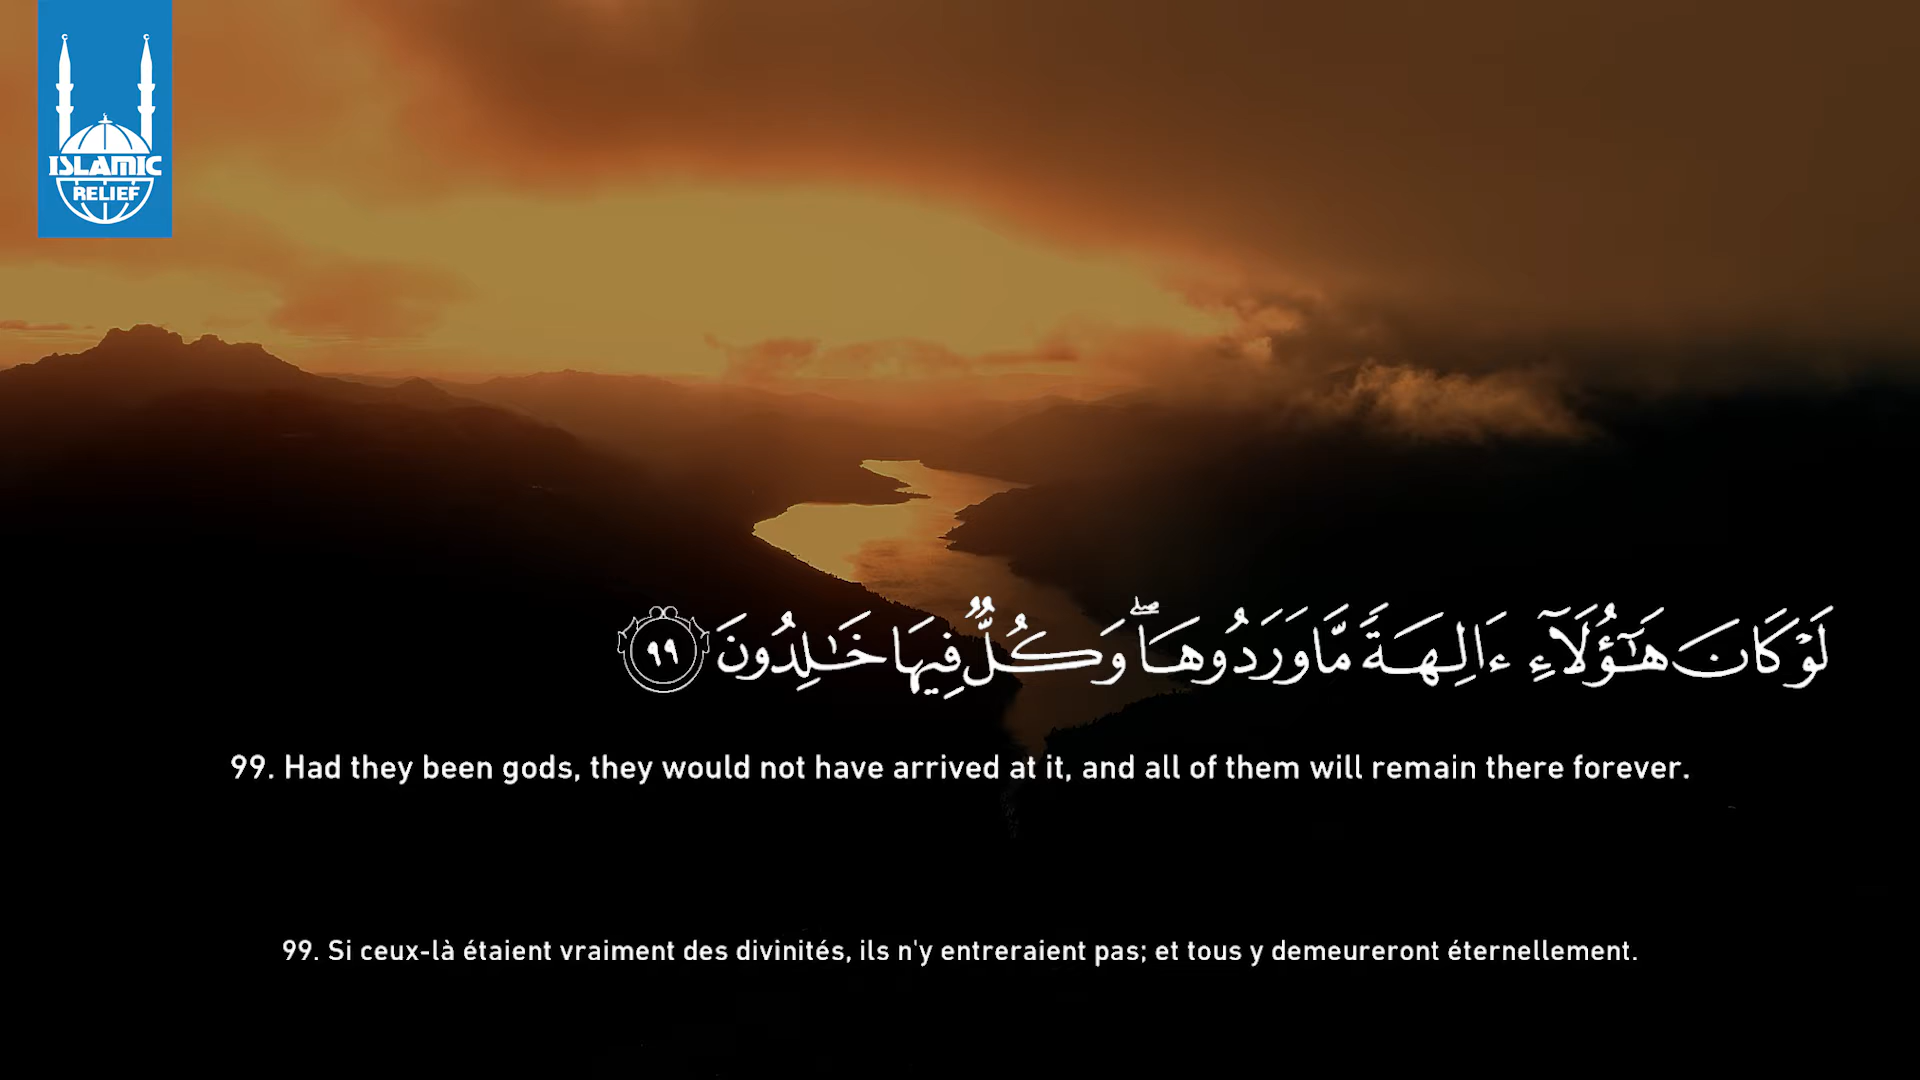 ISLAMIC
RELIEF
لَوْ كَانَ هَٰٓؤُلَآءِ ءَالِهَةً مَّا وَرَدُوهَا ۖ وَكُلٌّ فِيهَا خَٰلِدُونَ ٩٩
99. Had they been gods, they would not have arrived at it, and all of them will remain there forever.
99. Si ceux-là étaient vraiment des divinités, ils n'y entreraient pas; et tous y demeureront éternellement.